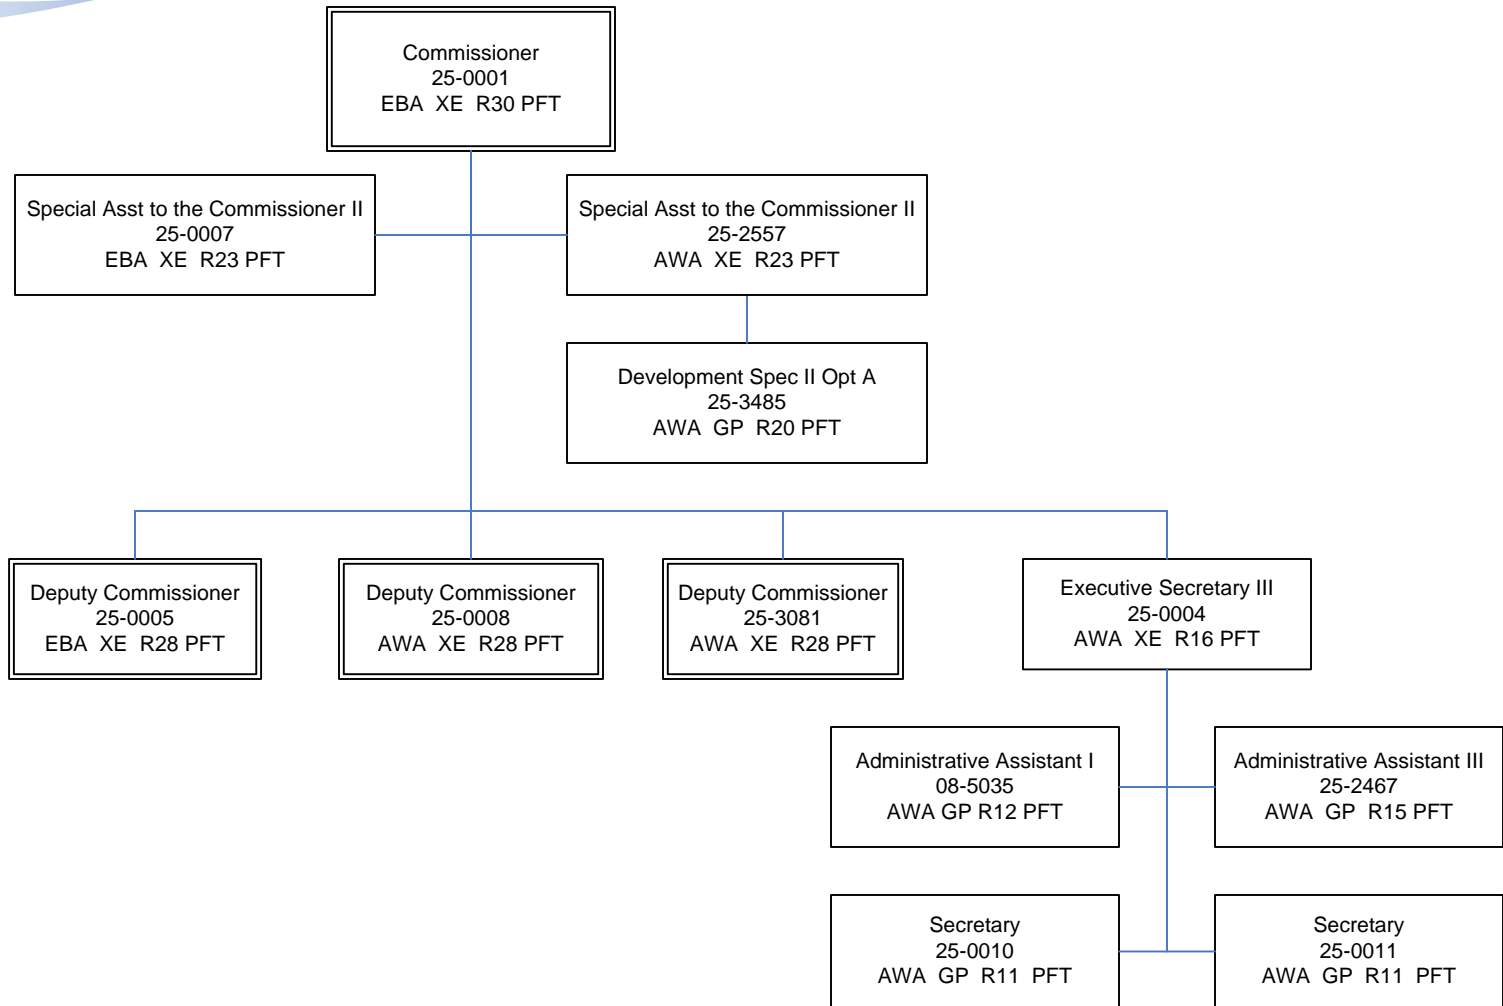 Commissioner
25-0001
EBA XE R30 PFT
Special Asst to the Commissioner II
25-0007
EBA XE R23 PFT
Special Asst to the Commissioner II
25-2557
AWA XE R23 PFT
Development Spec II Opt A
25-3485
AWA GP R20 PFT
Deputy Commissioner
25-0005
EBA XE R28 PFT
Deputy Commissioner
25-0008
AWA XE R28 PFT
Deputy Commissioner
25-3081
AWA XE R28 PFT
Executive Secretary III
25-0004
AWA XE R16 PFT
Administrative Assistant I
08-5035
AWA GP R12 PFT
Administrative Assistant III
25-2467
AWA GP R15 PFT
Secretary
25-0010
AWA GP R11 PFT
Secretary
25-0011
AWA GP R11 PFT